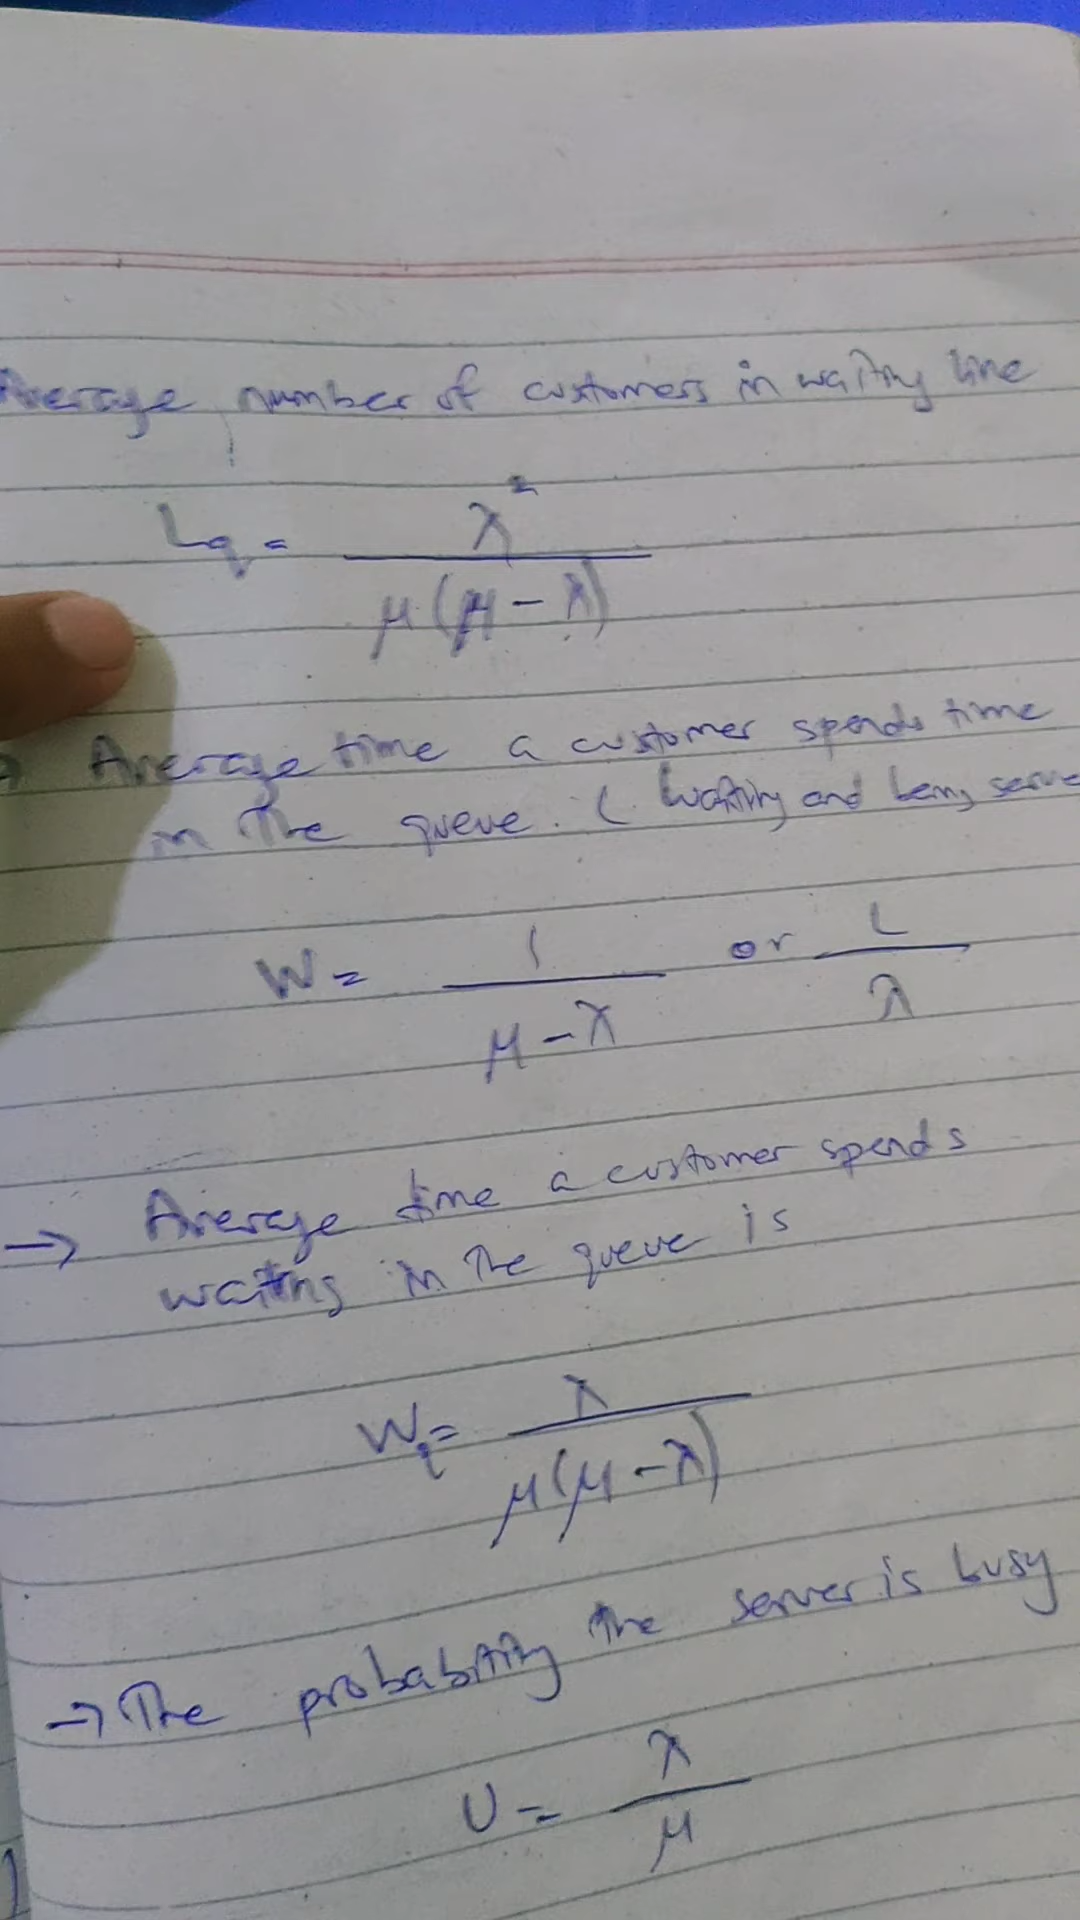 Average number of customers in waiting line
Lq = λ² / μ(μ - λ)
→ Average time a customer spends time
in the queue. ( Waiting and being serve
W = 1 / μ - λ or L / λ
→ Average time a customer spends
waiting in the queue is
Wq = λ / μ(μ - λ)
→ The probability the server is busy
U = λ / μ